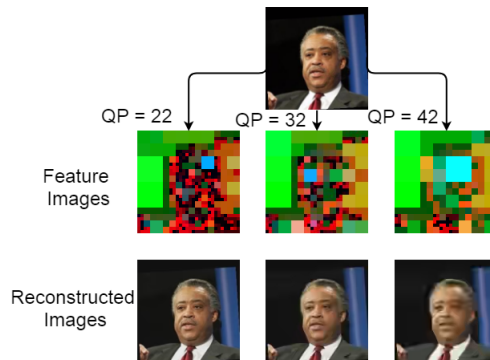 QP = 22
QP = 32
QP = 42
Feature
Images
Reconstructed
Images